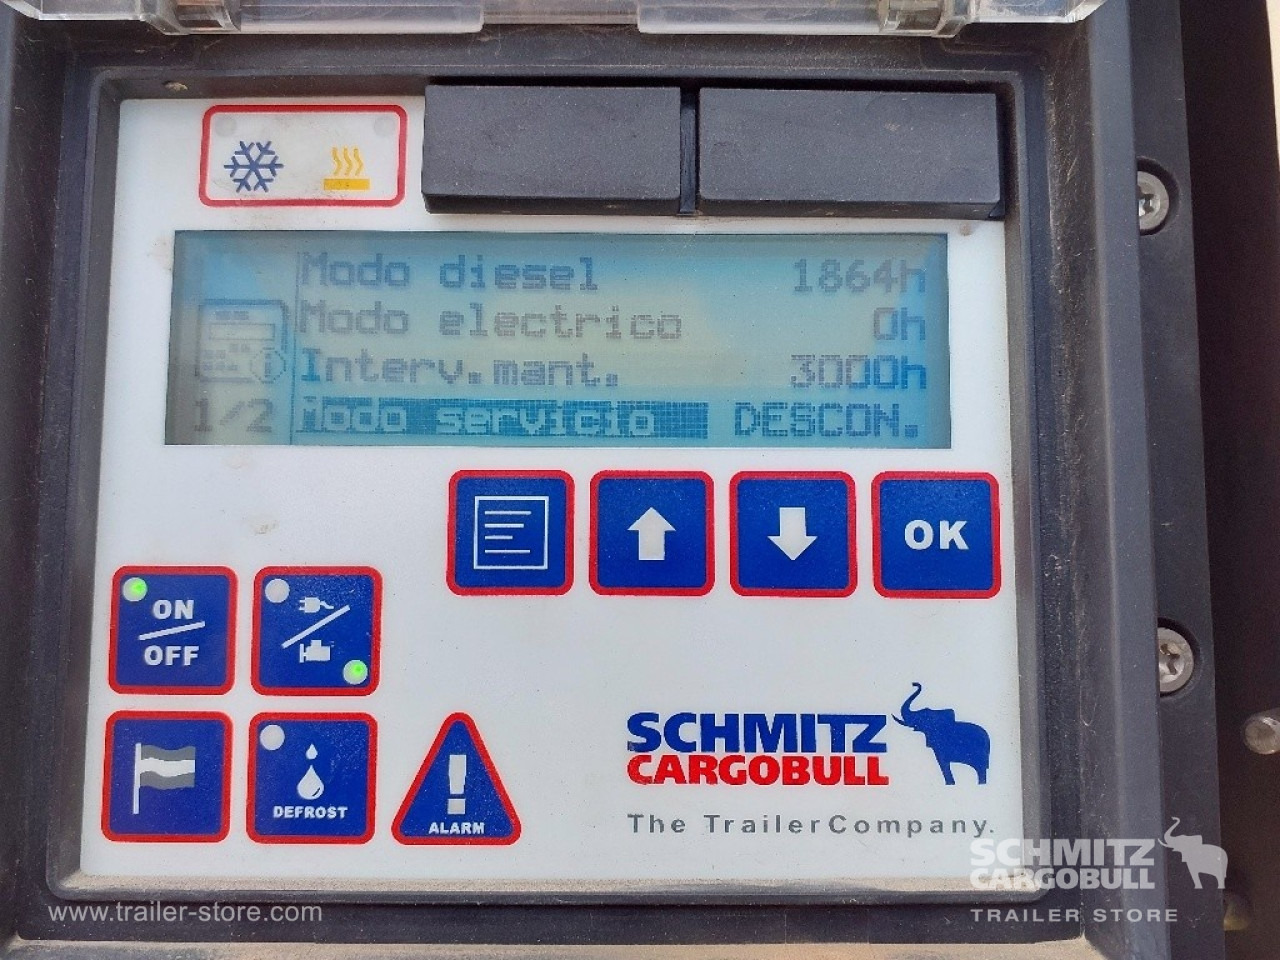 Modo diesel 1864h
Modo electrico 0h
Interv.mant. 3000h
1/2 Modo servicio DESCON.
OK
ON
OFF
DEFROST
ALARM
SCHMITZ
CARGOBULL
The TrailerCompany.
SCHMITZ
CARGOBULL
TRAILER STORE
www.trailer-store.com